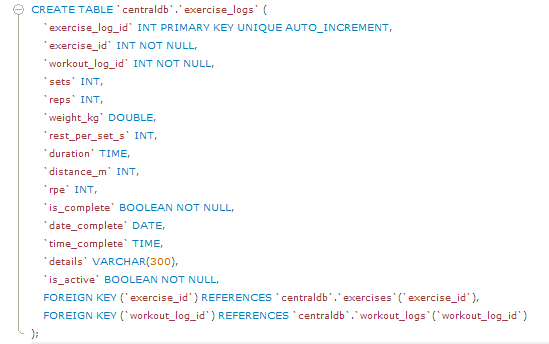 CREATE TABLE `centraldb`.`exercise_logs` (
`exercise_log_id` INT PRIMARY KEY UNIQUE AUTO_INCREMENT,
`exercise_id` INT NOT NULL,
`workout_log_id` INT NOT NULL,
`sets` INT,
`reps` INT,
`weight_kg` DOUBLE,
`rest_per_set_s` INT,
`duration` TIME,
`distance_m` INT,
`rpe` INT,
`is_complete` BOOLEAN NOT NULL,
`date_complete` DATE,
`time_complete` TIME,
`details` VARCHAR(300),
`is_active` BOOLEAN NOT NULL,
FOREIGN KEY (`exercise_id`) REFERENCES `centraldb`.`exercises`(`exercise_id`),
FOREIGN KEY (`workout_log_id`) REFERENCES `centraldb`.`workout_logs`(`workout_log_id`)
);